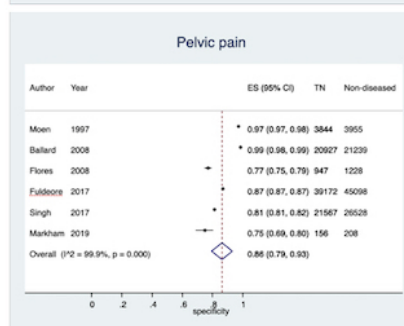 Pelvic pain
Author Year ES (95% CI) TN Non-diseased
Moen 1997 0.97 (0.97, 0.98) 3844 3955
Ballard 2008 0.99 (0.98, 0.99) 20927 21239
Flores 2008 0.77 (0.75, 0.79) 947 1228
Fuldeore 2017 0.87 (0.87, 0.87) 39172 45098
Singh 2017 0.81 (0.81, 0.82) 21567 26528
Markham 2019 0.75 (0.69, 0.80) 156 208
Overall (I^2 = 99.9%, p = 0.000) 0.86 (0.79, 0.93)
0 .2 .4 .6 .8 1
specificity